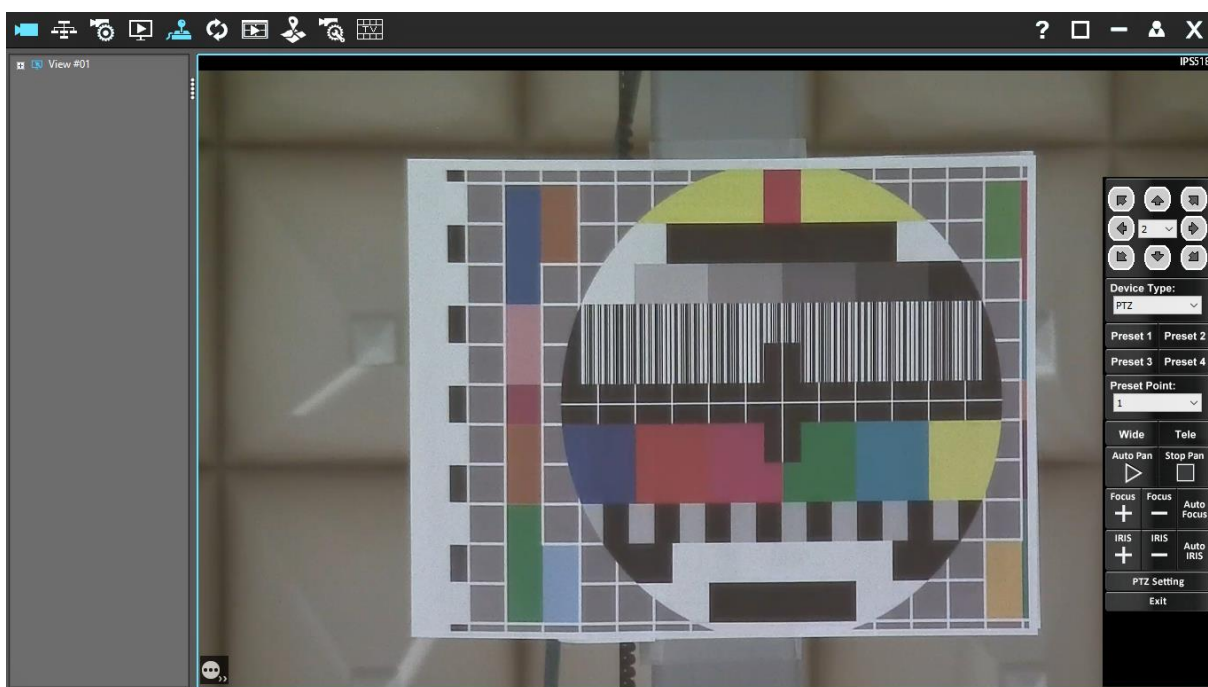 TV
?
X
View #01
IPS518
2
Device Type:
PTZ
Preset 1 Preset 2
Preset 3 Preset 4
Preset Point:
1
Wide Tele
Auto Pan Stop Pan
Focus Focus Auto Focus
IRIS IRIS Auto IRIS
PTZ Setting
Exit